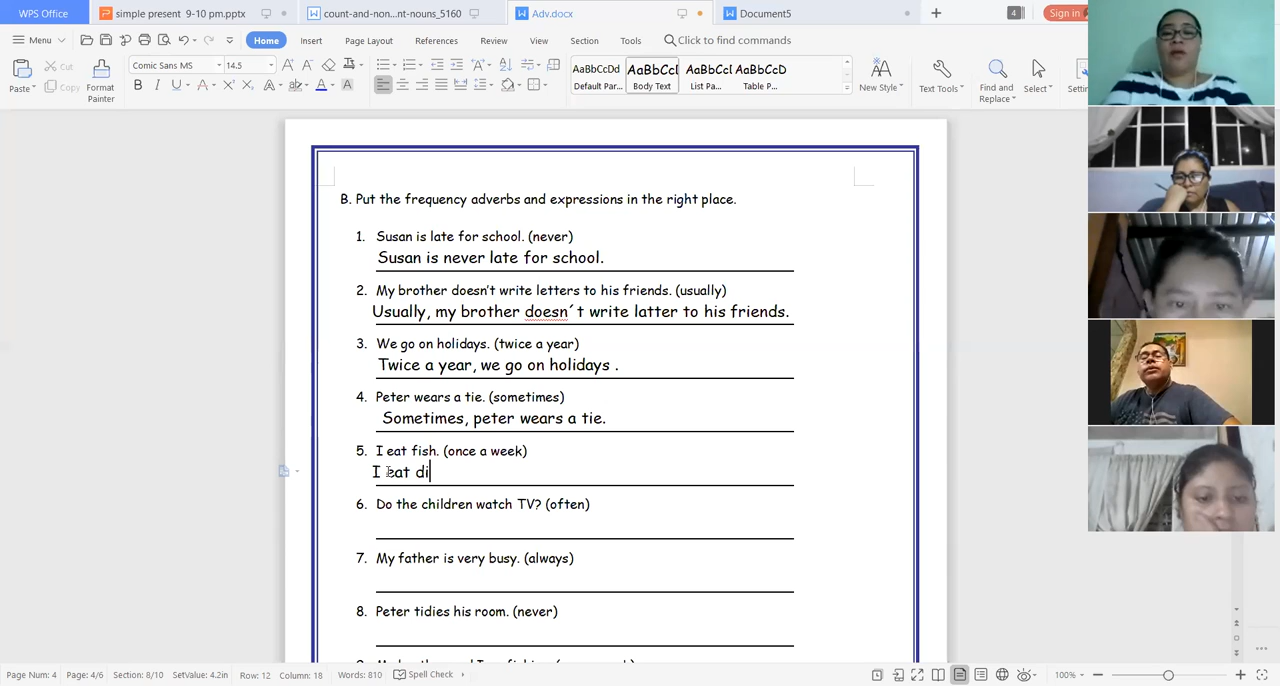 WPS Office
simple present 9-10 pm.pptx
count-and-non...nt-nouns_5160
Adv.docx
Document5
4
Sign in
Menu
Home
Insert
Page Layout
References
Review
View
Section
Tools
Click to find commands
Paste
Cut
Copy
Format
Painter
Comic Sans MS
14.5
AaBbCcDd
Default Par...
AaBbCcI
Body Text
AaBbCcI
List Pa...
AaBbCcD
Table P...
New Style
Text Tools
Find and
Replace
Select
B. Put the frequency adverbs and expressions in the right place.
1. Susan is late for school. (never)
Susan is never late for school.
2. My brother doesn't write letters to his friends. (usually)
Usually, my brother doesn´t write latter to his friends.
3. We go on holidays. (twice a year)
Twice a year, we go on holidays .
4. Peter wears a tie. (sometimes)
Sometimes, peter wears a tie.
5. I eat fish. (once a week)
I eat di
6. Do the children watch TV? (often)
7. My father is very busy. (always)
8. Peter tidies his room. (never)
Page Num: 4
Page: 4/6
Section: 8/10
SetValue: 4.2in
Row: 12
Column: 18
Words: 810
Spell Check
100%